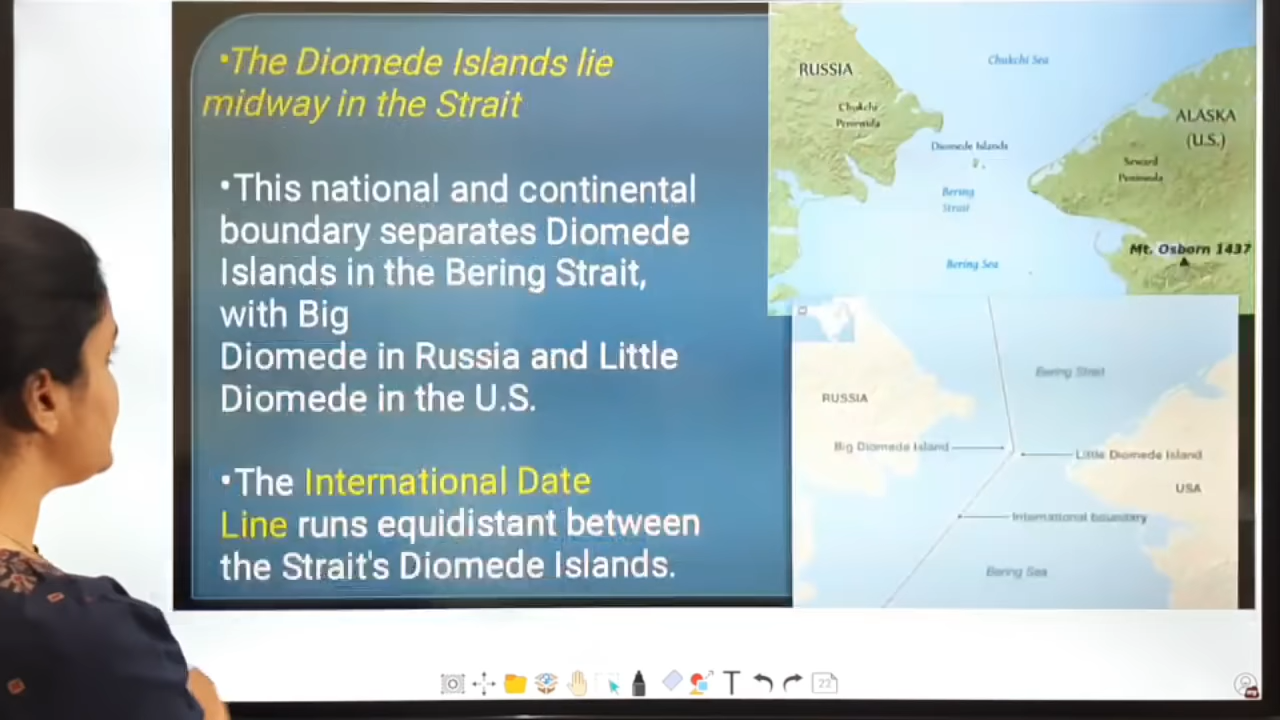 •The Diomede Islands lie
midway in the Strait
•This national and continental
boundary separates Diomede
Islands in the Bering Strait,
with Big
Diomede in Russia and Little
Diomede in the U.S.
•The International Date
Line runs equidistant between
the Strait's Diomede Islands.
RUSSIA
Chukchi Sea
Chukchi
Peninsula
ALASKA
(U.S.)
Diomede Islands
Seward
Peninsula
Bering
Strait
Mt. Osborn 1437
Bering Sea
Bering Strait
RUSSIA
Big Diomede Island
Little Diomede Island
USA
International boundary
Bering Sea
T
23